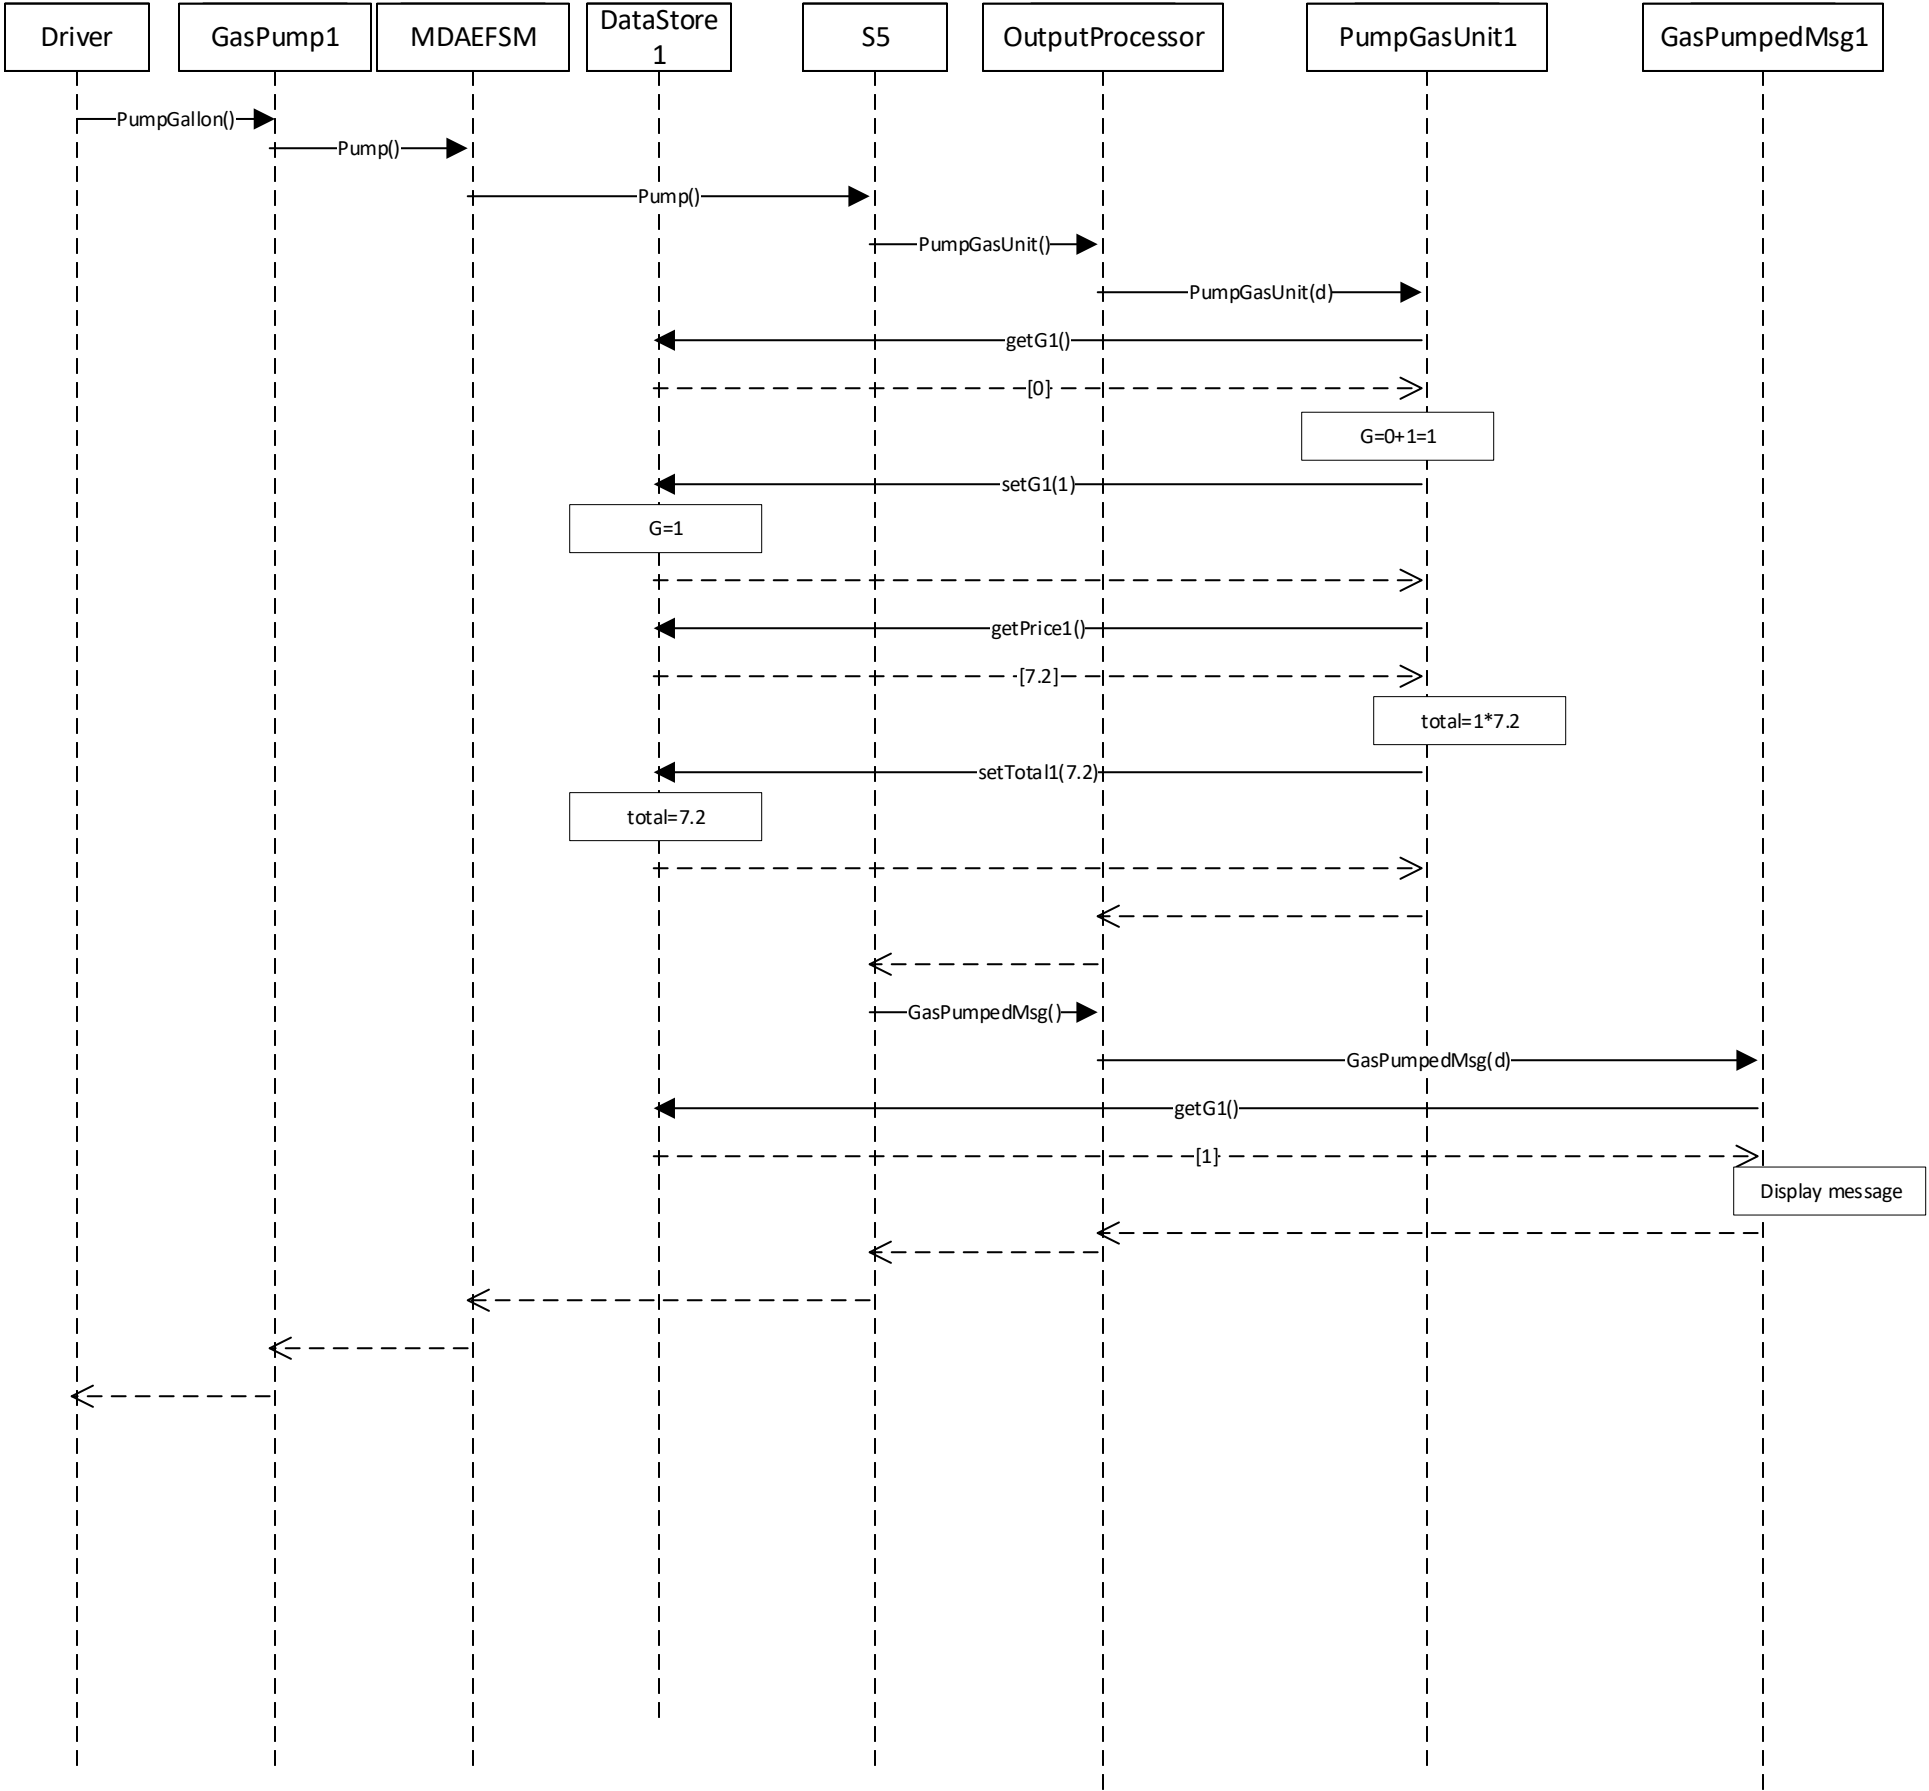 Driver
GasPump1
MDAEFSM
DataStore
1
S5
OutputProcessor
PumpGasUnit1
GasPumpedMsg1
PumpGallon()
Pump()
Pump()
PumpGasUnit()
PumpGasUnit(d)
getG1()
[0]
G=0+1=1
setG1(1)
G=1
getPrice1()
[7.2]
total=1*7.2
setTotal1(7.2)
total=7.2
GasPumpedMsg()
GasPumpedMsg(d)
getG1()
[1]
Display message